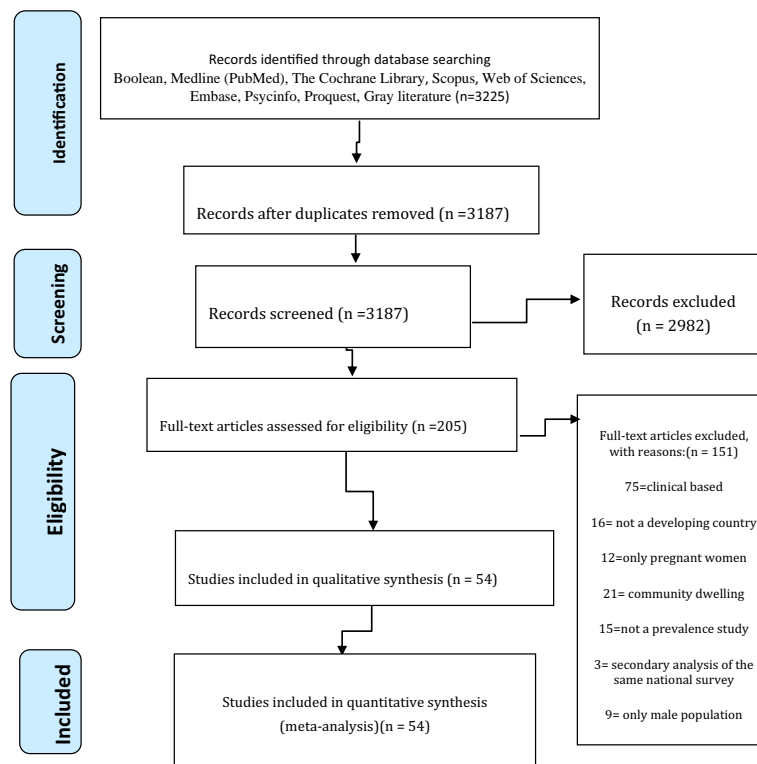 Identification
Records identified through database searching
Boolean, Medline (PubMed), The Cochrane Library, Scopus, Web of Sciences,
Embase, Psycinfo, Proquest, Gray literature (n=3225)
Records after duplicates removed (n =3187)
Screening
Records screened (n =3187)
Records excluded
(n = 2982)
Eligibility
Full-text articles assessed for eligibility (n =205)
Full-text articles excluded,
with reasons:(n = 151)
75=clinical based
16= not a developing country
12=only pregnant women
21= community dwelling
15=not a prevalence study
3= secondary analysis of the
same national survey
9= only male population
Studies included in qualitative synthesis (n = 54)
Included
Studies included in quantitative synthesis
(meta-analysis)(n = 54)